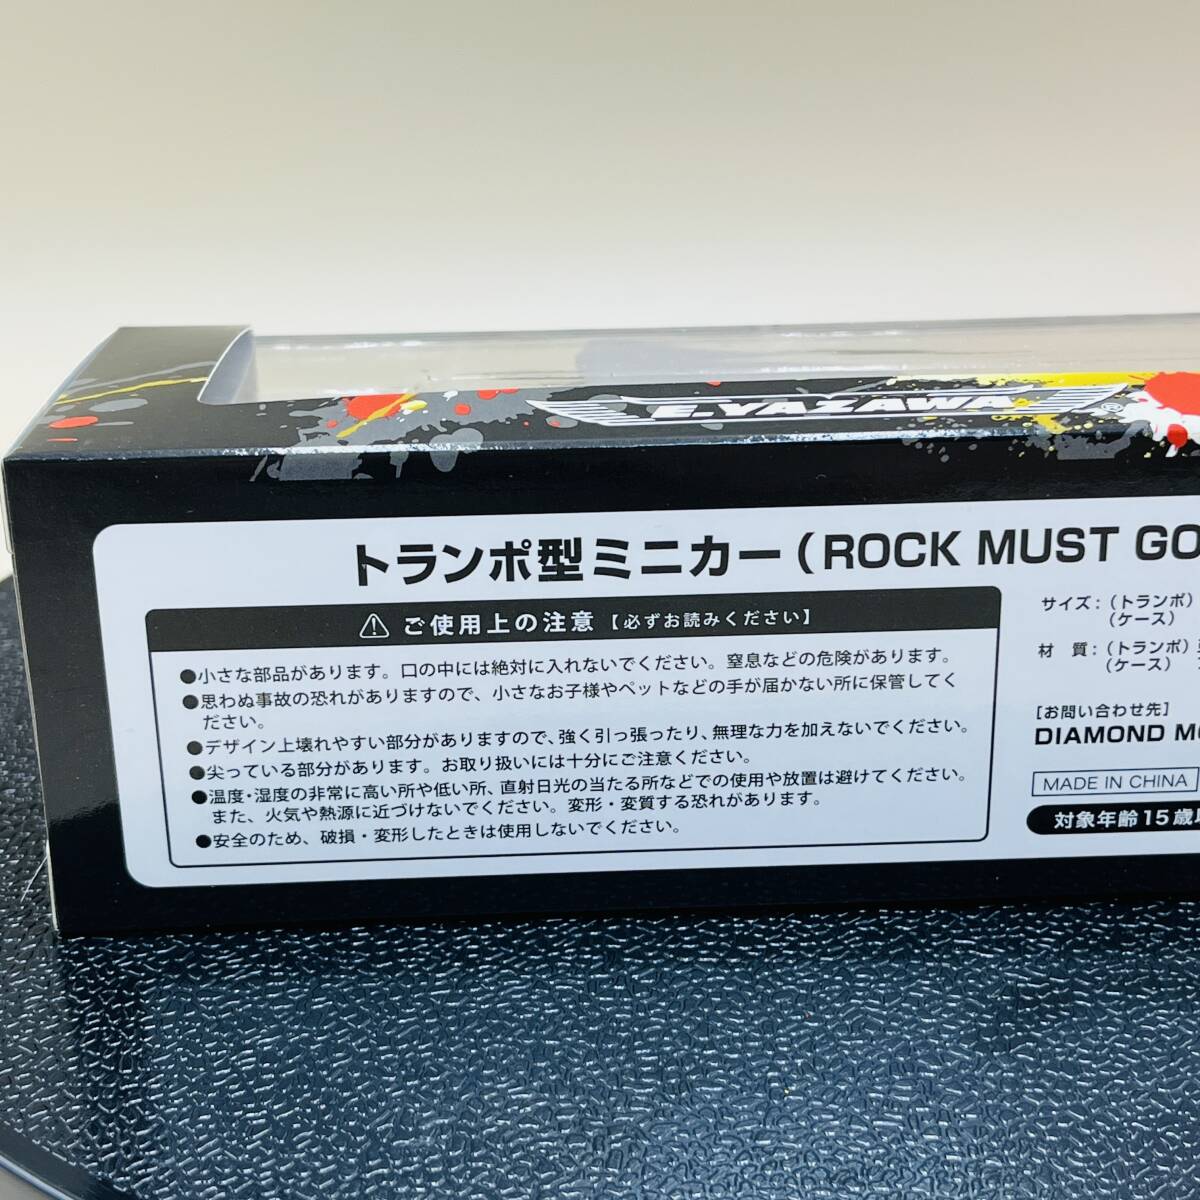 E.YAZAWA®
トランポ型ミニカー(ROCK MUST GO
ご使用上の注意【必ずお読みください】
●小さな部品があります。口の中には絶対に入れないでください。窒息などの危険があります。
●思わぬ事故の恐れがありますので、小さなお子様やペットなどの手が届かない所に保管してく
ださい。
●デザイン上壊れやすい部分がありますので、強く引っ張ったり、無理な力を加えないでください。
●尖っている部分があります。お取り扱いには十分にご注意ください。
●温度・湿度の非常に高い所や低い所、直射日光の当たる所などでの使用や放置は避けてください。
また、火気や熱源に近づけないでください。変形・変質する恐れがあります。
●安全のため、破損・変形したときは使用しないでください。
サイズ:(トランポ)
(ケース)
材 質:(トランポ)
(ケース)
[お問い合わせ先]
DIAMOND M
MADE IN CHINA
対象年齢15歳